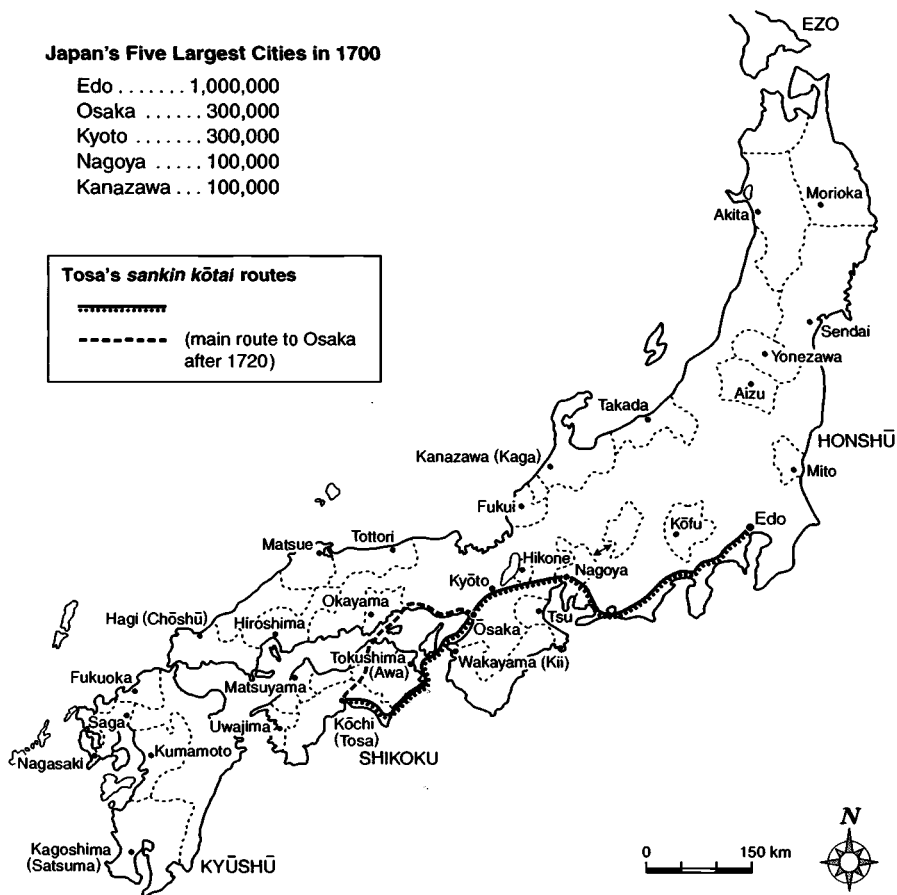 Japan's Five Largest Cities in 1700
Edo ....... 1,000,000
Osaka ...... 300,000
Kyoto ....... 300,000
Nagoya ..... 100,000
Kanazawa ... 100,000
Tosa's sankin kōtai routes
(main route to Osaka
after 1720)
EZO
Morioka
Akita
Sendai
Yonezawa
Aizu
Takada
HONSHŪ
Kanazawa (Kaga)
Mito
Fukui
Kōfu
Edo
Tottori
Matsue
Hikone
Nagoya
Kyōto
Okayama
Hagi (Chōshū)
Hiroshima
Ōsaka
Tsu
Tokushima
(Awa)
Wakayama (Kii)
Fukuoka
Matsuyama
Saga
Uwajima
Kōchi
(Tosa)
Nagasaki
Kumamoto
SHIKOKU
Kagoshima
(Satsuma)
KYŪSHŪ
0 150 km
N